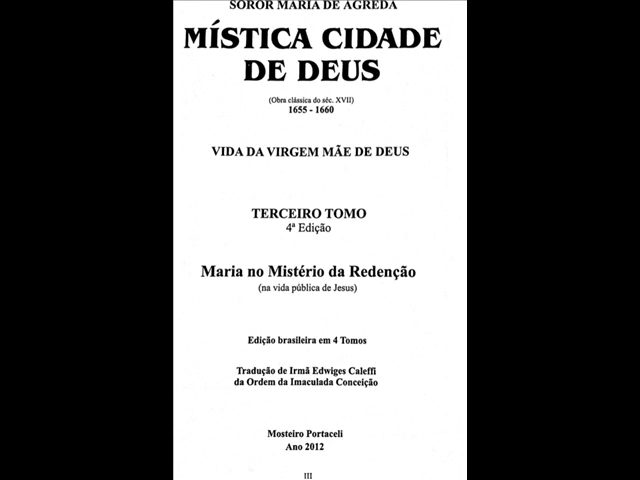 SOROR MARIA DE AGREDA
MÍSTICA CIDADE
DE DEUS
(Obra clássica do séc. XVII)
1655 - 1660
VIDA DA VIRGEM MÃE DE DEUS
TERCEIRO TOMO
4ª Edição
Maria no Mistério da Redenção
(na vida pública de Jesus)
Edição brasileira em 4 Tomos
Tradução de Irmã Edwiges Caleffi
da Ordem da Imaculada Conceição
Mosteiro Portaceli
Ano 2012
III